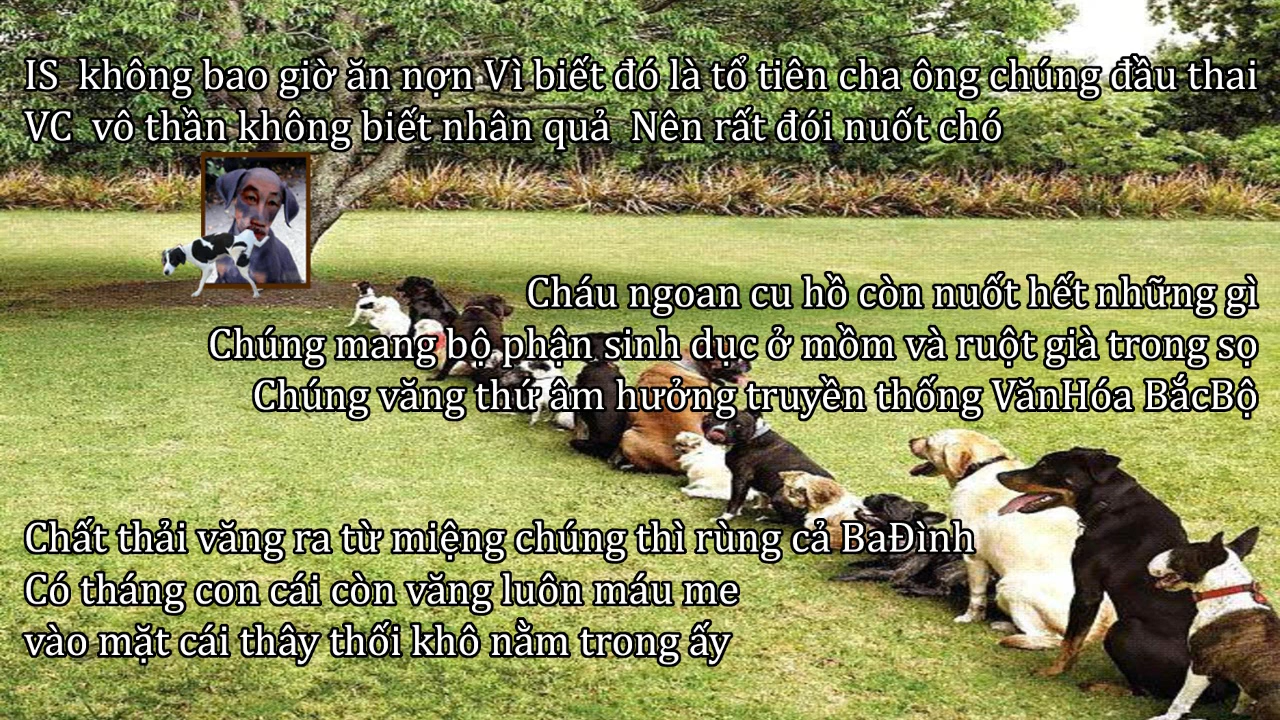 IS không bao giờ ăn nợn Vì biết đó là tổ tiên cha ông chúng đầu thai
VC vô thần không biết nhân quả Nên rất đói nuốt chó
Cháu ngoan cu hồ còn nuốt hết những gì
Chúng mang bộ phận sinh dục ở mồm và ruột già trong sọ
Chúng văng thứ âm hưởng truyền thống VănHóa BắcBộ
Chất thải văng ra từ miệng chúng thì rùng cả BaĐình
Có tháng con cái còn văng luôn máu me
vào mặt cái thây thối khô nằm trong ấy